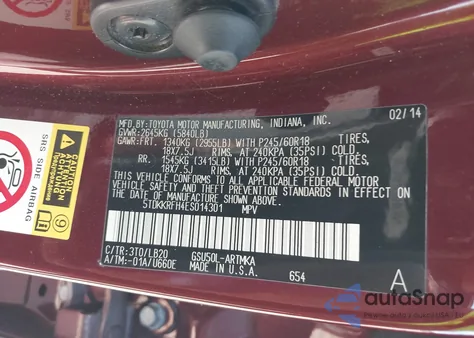 MFD.BY:TOYOTA MOTOR MANUFACTURING, INDIANA, INC. 02/14
GVWR:2645KG (5840LB)
GAWR:FRT. 1340KG (2955LB) WITH P245/60R18 TIRES,
18X7.5J RIMS, AT 240KPA (35PSI) COLD.
RR. 1545KG (3415LB) WITH P245/60R18 TIRES,
18X7.5J RIMS, AT 240KPA (35PSI) COLD.
THIS VEHICLE CONFORMS TO ALL APPLICABLE FEDERAL MOTOR
VEHICLE SAFETY AND BUMPER STANDARDS IN EFFECT ON THE
DATE OF MANUFACTURE SHOWN ABOVE.
5TDKKRFH4ES014301 MPV
C/TR:3T0/LB20 GSU50L-ARTMKA
A/TM:-01A/U660E MADE IN U.S.A. 654 A
SRS SIDE AIRBAG
autoSnap